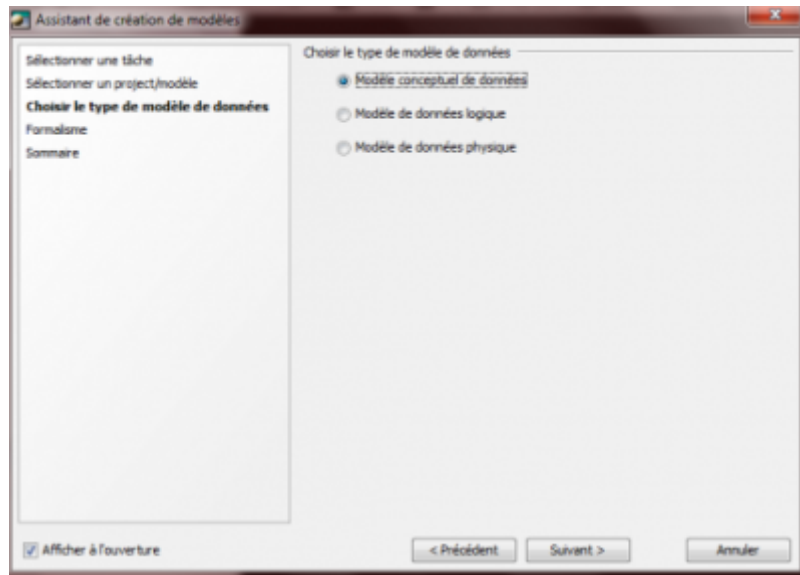 Assistant de création de modèles
Sélectionner une tâche
Sélectionner un project/modèle
Choisir le type de modèle de données
Formalisme
Sommaire
Choisir le type de modèle de données
Modèle conceptuel de données
Modèle de données logique
Modèle de données physique
Afficher à l'ouverture
< Précédent
Suivant >
Annuler